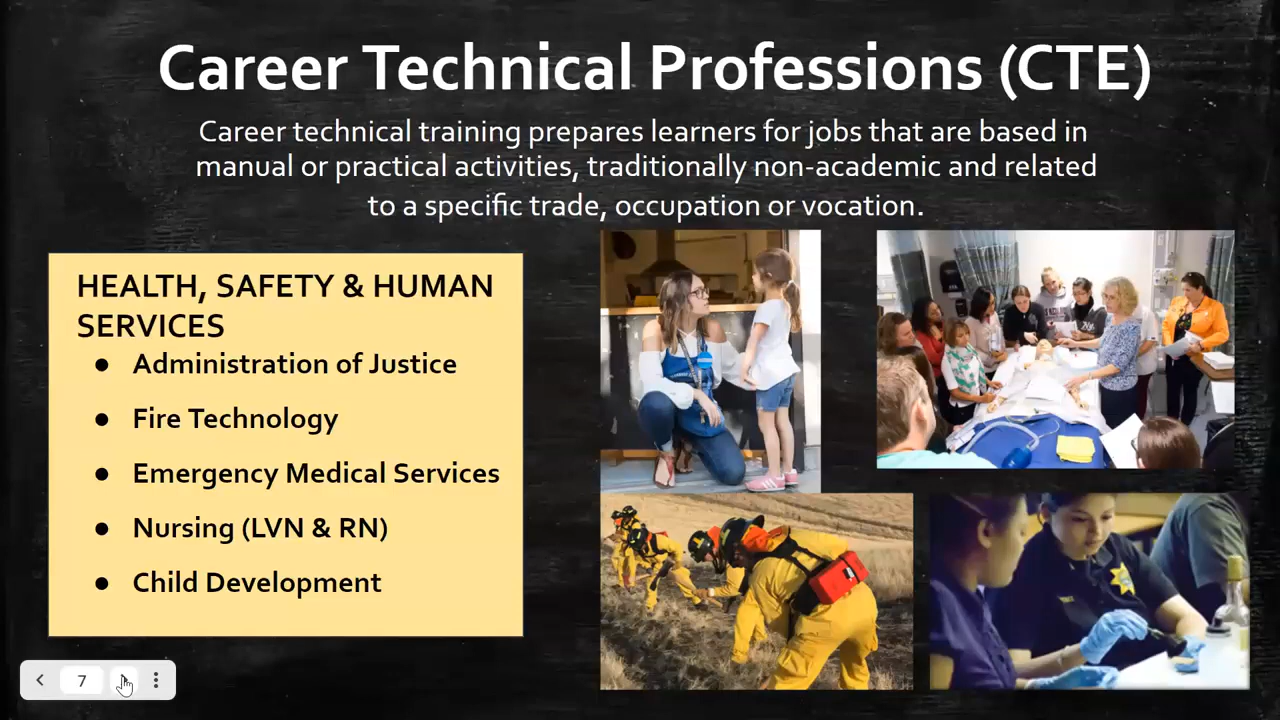 Career Technical Professions (CTE)
Career technical training prepares learners for jobs that are based in
manual or practical activities, traditionally non-academic and related
to a specific trade, occupation or vocation.
HEALTH, SAFETY & HUMAN
SERVICES
● Administration of Justice
● Fire Technology
● Emergency Medical Services
● Nursing (LVN & RN)
● Child Development
7